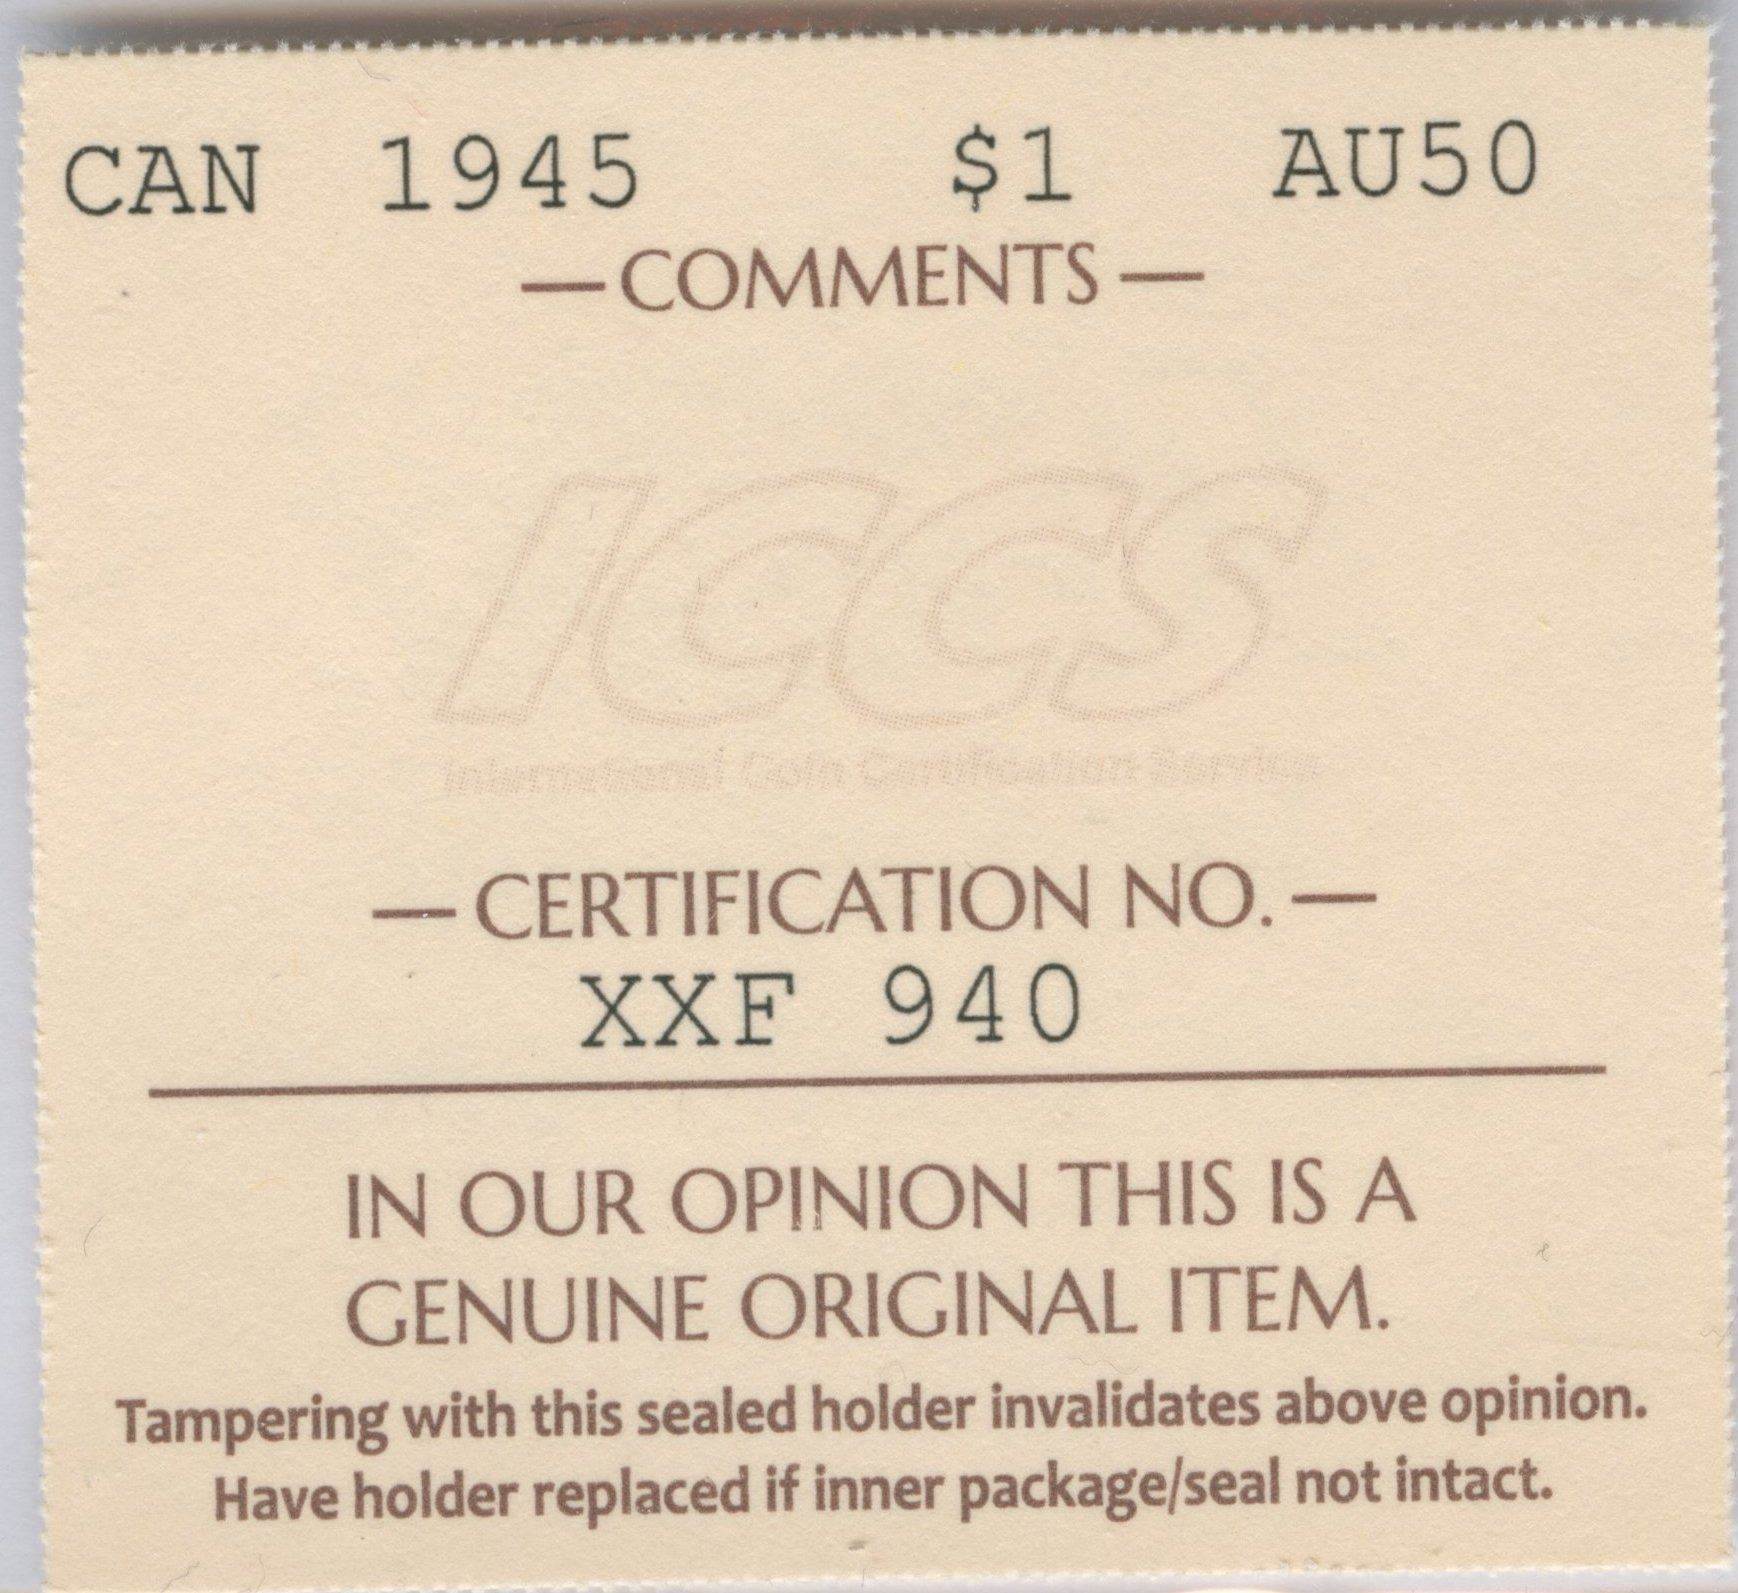 CAN 1945 $1 AU50
—COMMENTS—
ICCS
International Coin Certification Service
—CERTIFICATION NO.—
XXF 940
IN OUR OPINION THIS IS A
GENUINE ORIGINAL ITEM.
Tampering with this sealed holder invalidates above opinion.
Have holder replaced if inner package/seal not intact.